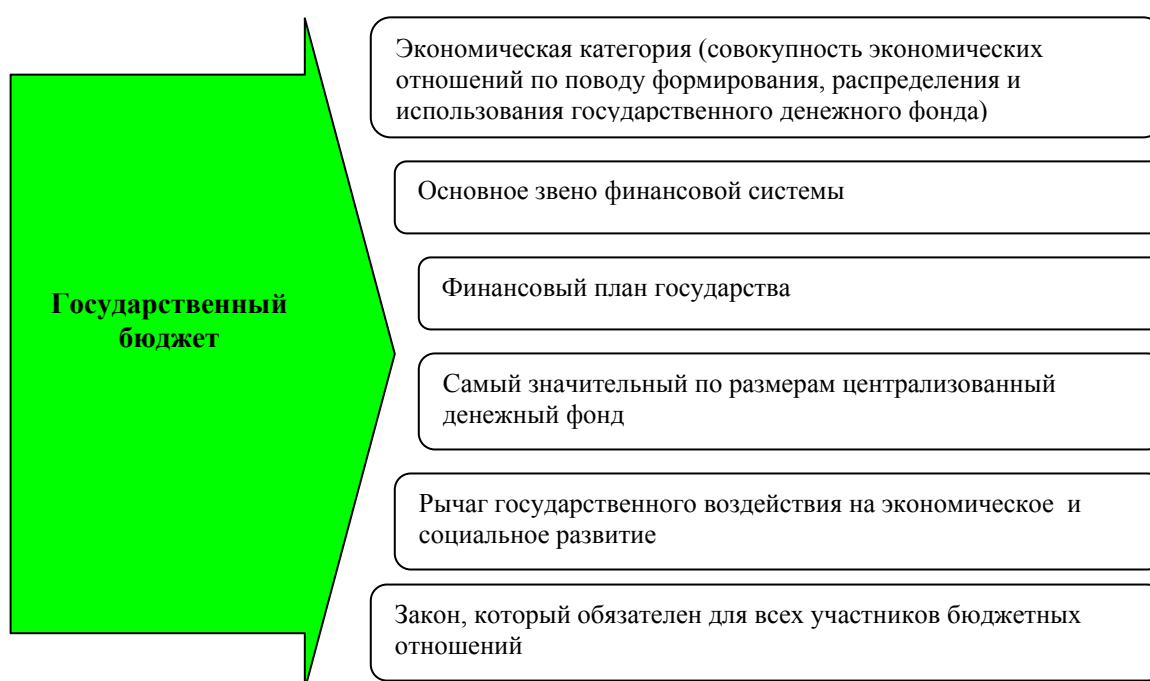 Государственный
бюджет
Экономическая категория (совокупность экономических
отношений по поводу формирования, распределения и
использования государственного денежного фонда)
Основное звено финансовой системы
Финансовый план государства
Самый значительный по размерам централизованный
денежный фонд
Рычаг государственного воздействия на экономическое и
социальное развитие
Закон, который обязателен для всех участников бюджетных
отношений